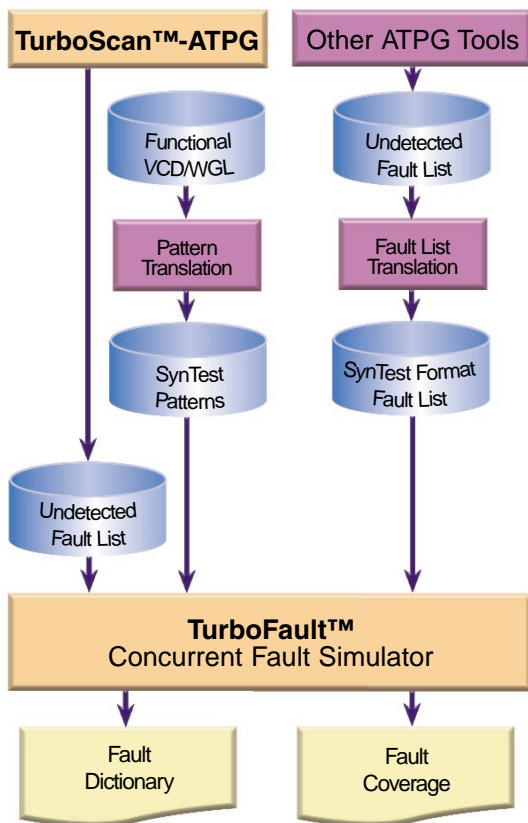 TurboScan™-ATPG
Other ATPG Tools
Functional
VCD/WGL
Undetected
Fault List
Pattern
Translation
Fault List
Translation
SynTest
Patterns
SynTest Format
Fault List
Undetected
Fault List
TurboFault™
Concurrent Fault Simulator
Fault
Dictionary
Fault
Coverage